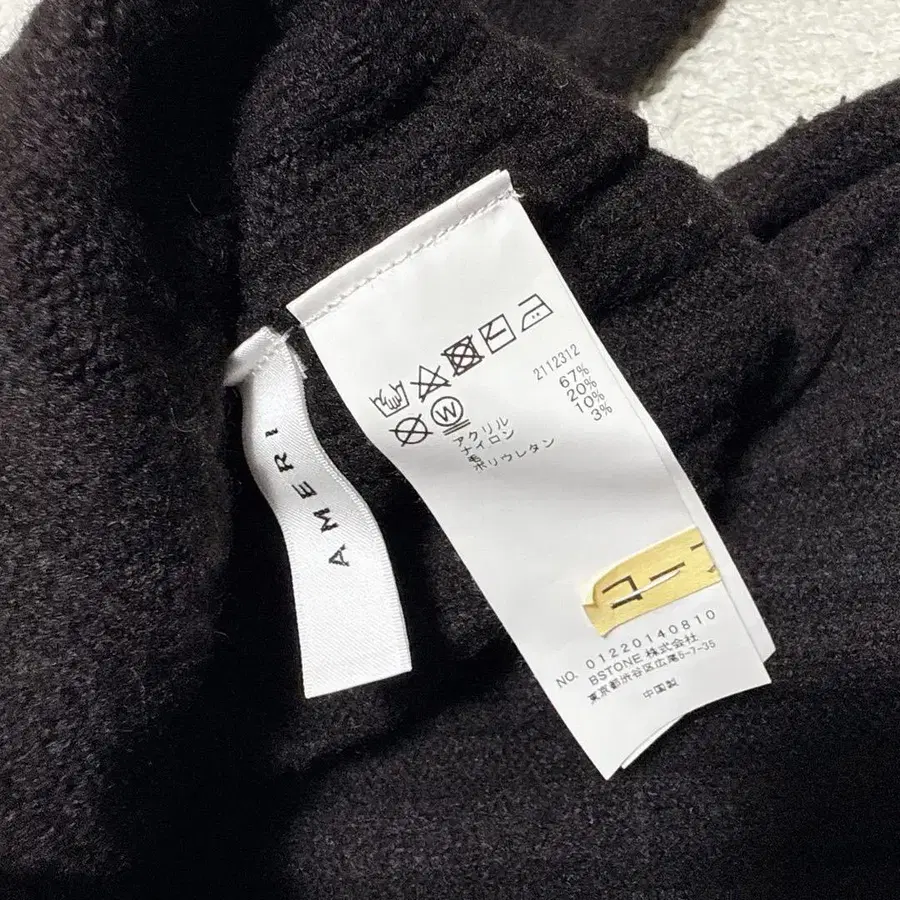 AMERI
2112312
アクリル 67%
ナイロン 20%
毛 10%
ポリウレタン 3%
W
NO. 01220140810
BSTONE 株式会社
東京都渋谷区広尾5-7-35
中国製